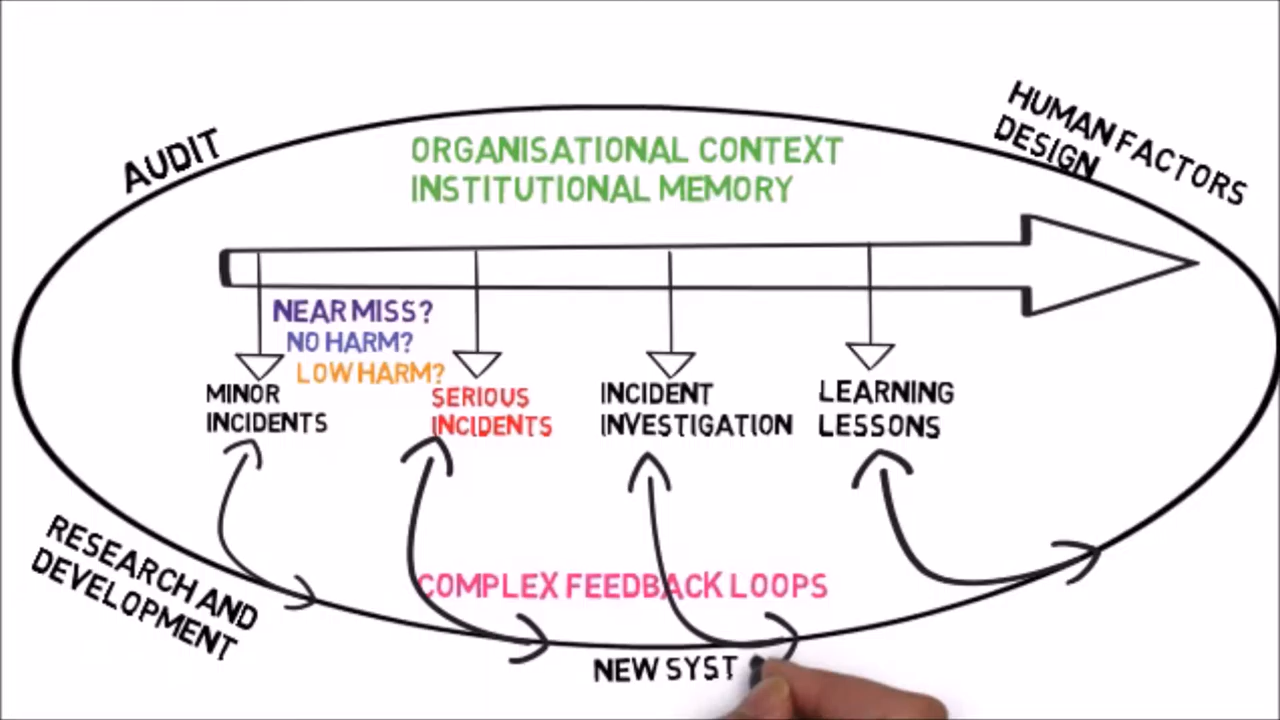 AUDIT
HUMAN FACTORS
DESIGN
ORGANISATIONAL CONTEXT
INSTITUTIONAL MEMORY
NEAR MISS?
NO HARM?
LOW HARM?
MINOR
INCIDENTS
SERIOUS
INCIDENTS
INCIDENT
INVESTIGATION
LEARNING
LESSONS
RESEARCH AND
DEVELOPMENT
COMPLEX FEEDBACK LOOPS
NEW SYST